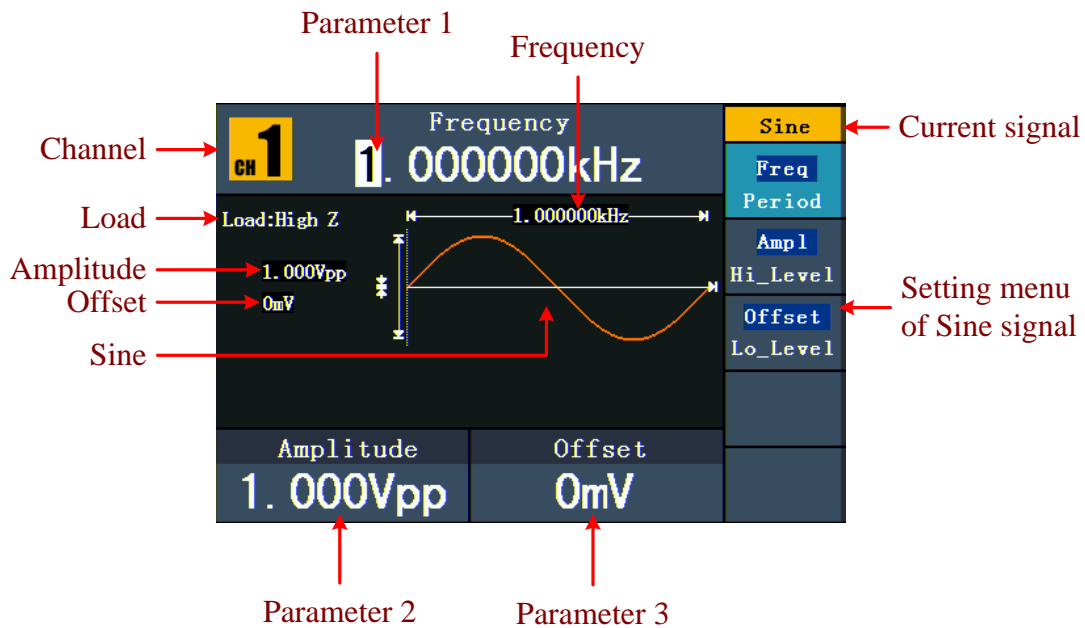 Parameter 1
Frequency
Channel
CH 1
Frequency
1.000000kHz
Sine
Current signal
Freq
Period
Load
Load:High Z
1.000000kHz
Amplitude
1.000Vpp
Ampl
Hi_Level
Offset
0mV
Offset
Lo_Level
Setting menu
of Sine signal
Sine
Amplitude
1.000Vpp
Offset
0mV
Parameter 2
Parameter 3